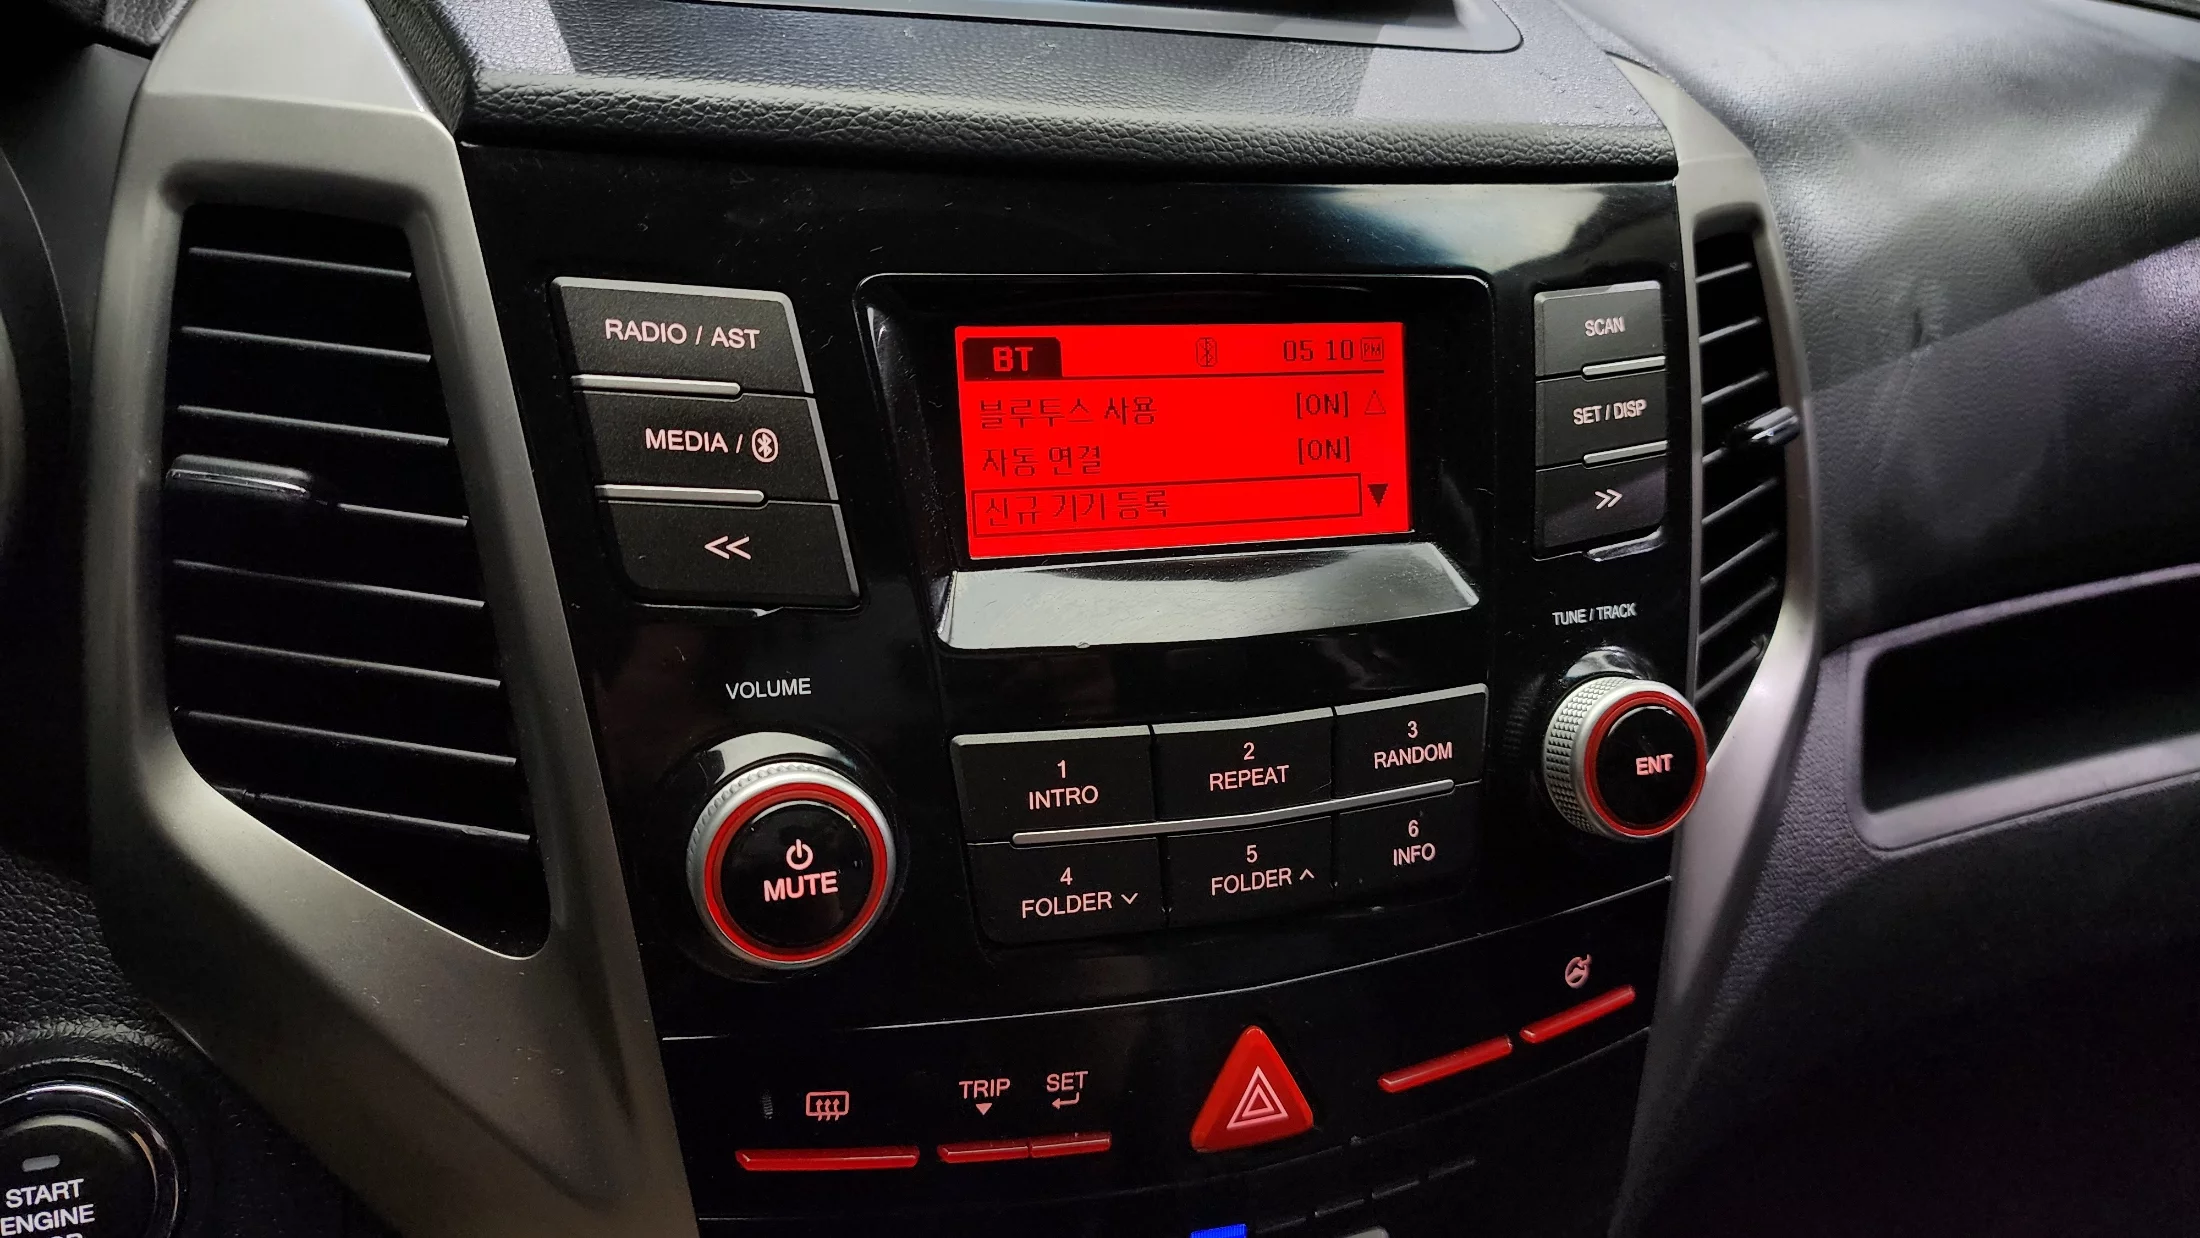 RADIO / AST
MEDIA /
<<
BT 05 10 PM
블루투스 사용 [ON] △
자동 연결 [ON]
신규 기기 등록 ▼
SCAN
SET / DISP
>>
VOLUME
MUTE
TUNE / TRACK
ENT
1
INTRO
2
REPEAT
3
RANDOM
4
FOLDER ∨
5
FOLDER ∧
6
INFO
TRIP
SET
START
ENGINE